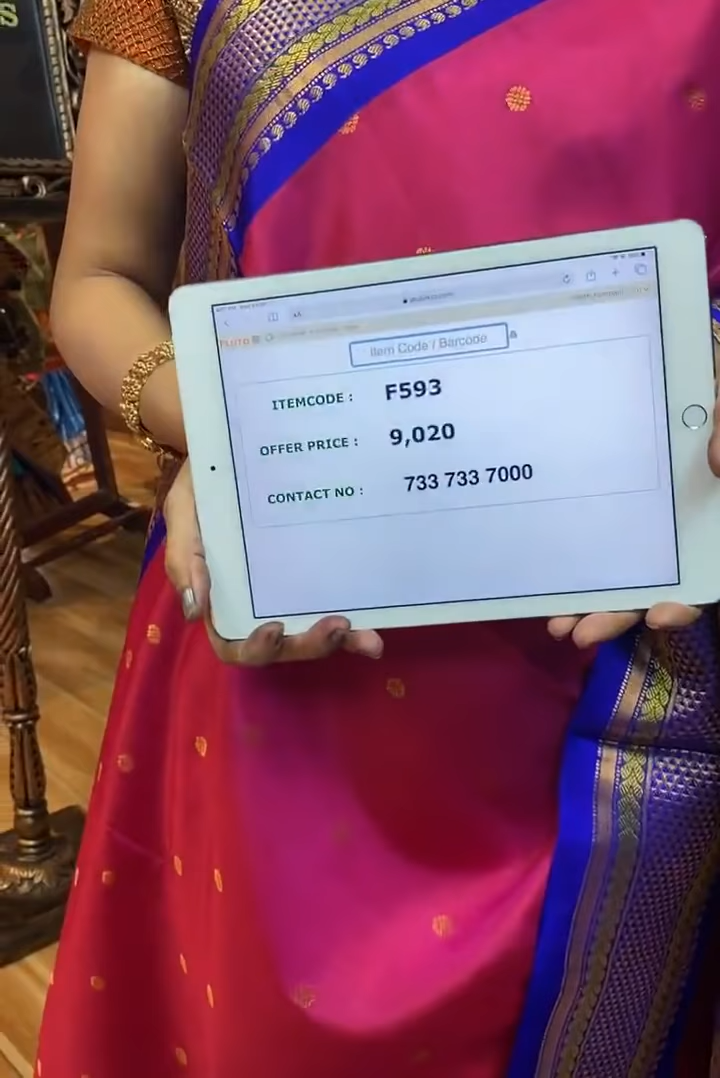 S
Item Code / Barcode
ITEMCODE : F593
OFFER PRICE : 9,020
CONTACT NO : 733 733 7000